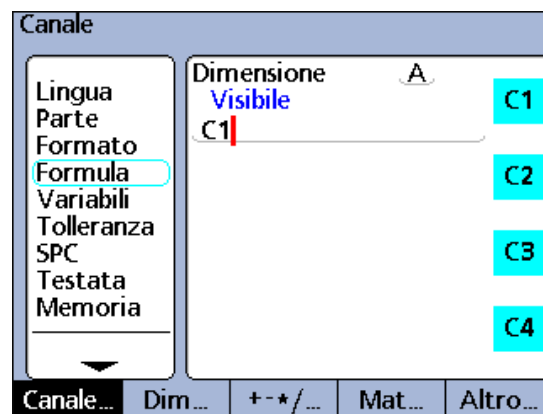 Canale
Lingua
Parte
Formato
Formula
Variabili
Tolleranza
SPC
Testata
Memoria
Dimensione A
Visibile
C1
C1
C2
C3
C4
Canale... Dim... +-*/... Mat... Altro...